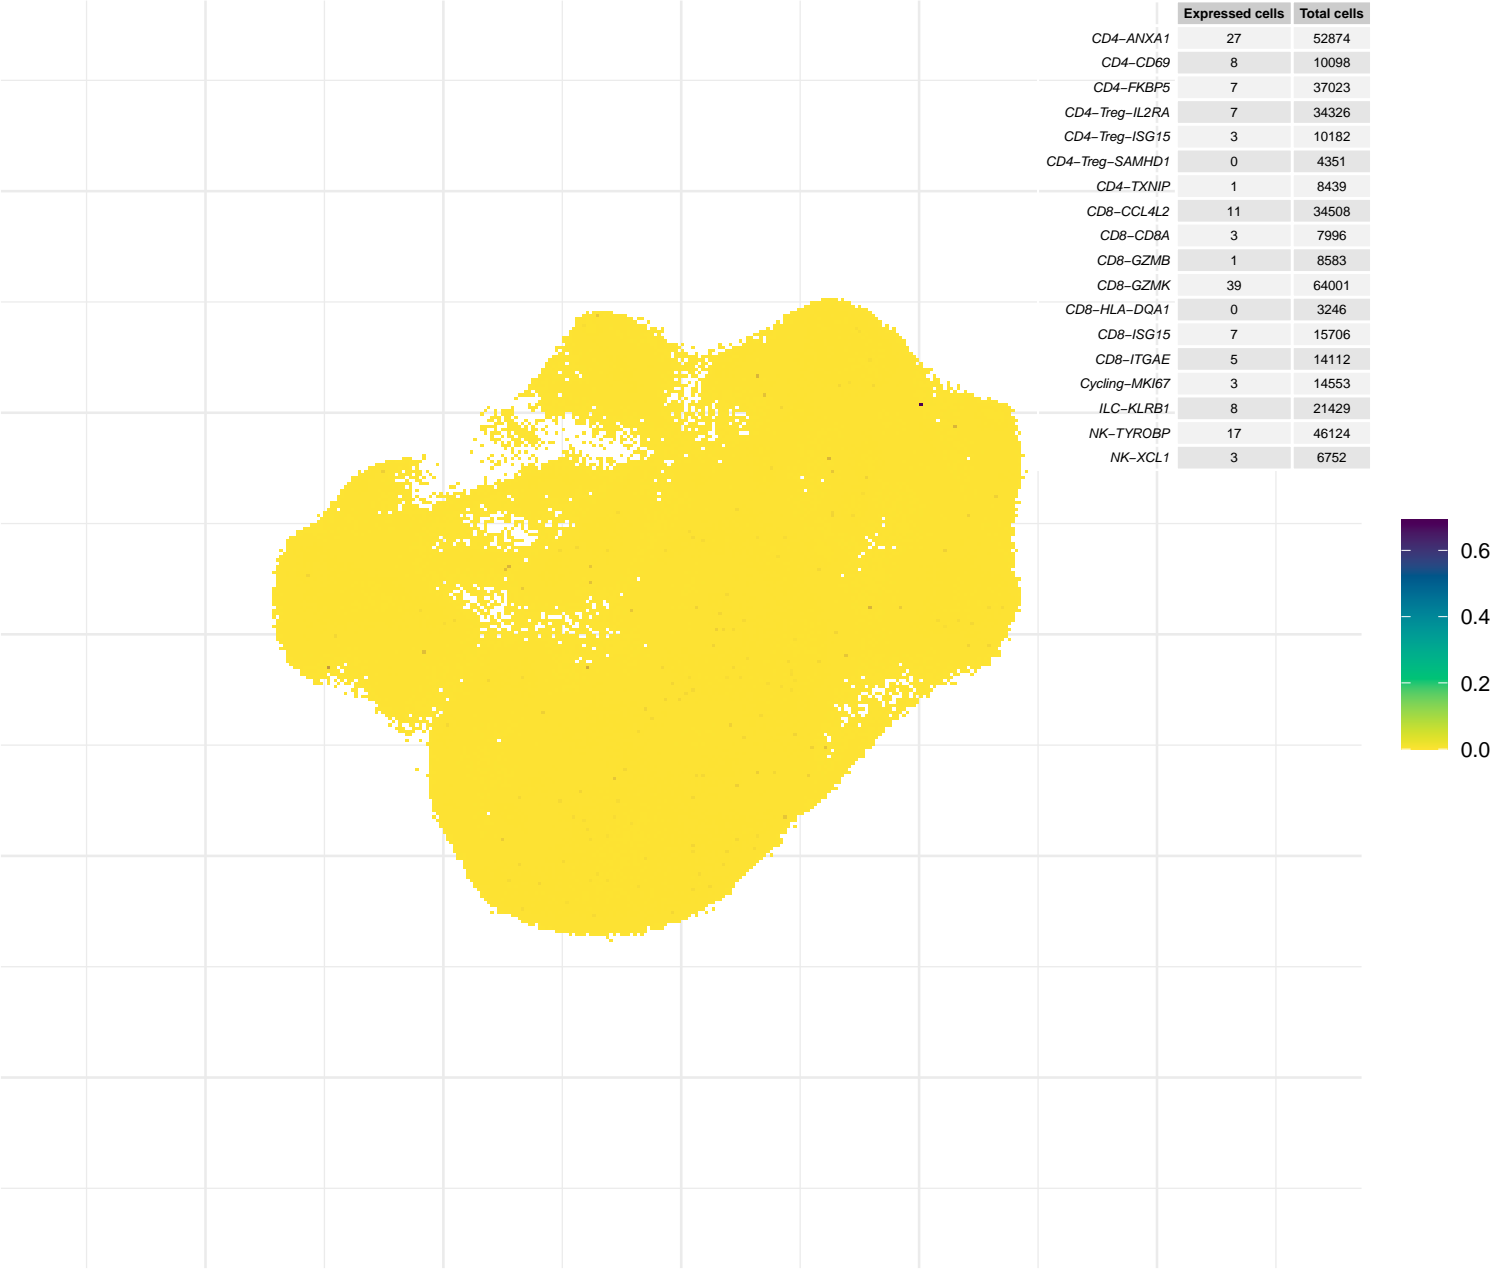 Expressed cells Total cells
CD4−ANXA1 27 52874
CD4−CD69 8 10098
CD4−FKBP5 7 37023
CD4−Treg−IL2RA 7 34326
CD4−Treg−ISG15 3 10182
CD4−Treg−SAMHD1 0 4351
CD4−TXNIP 1 8439
CD8−CCL4L2 11 34508
CD8−CD8A 3 7996
CD8−GZMB 1 8583
CD8−GZMK 39 64001
CD8−HLA−DQA1 0 3246
CD8−ISG15 7 15706
CD8−ITGAE 5 14112
Cycling−MKI67 3 14553
ILC−KLRB1 8 21429
NK−TYROBP 17 46124
NK−XCL1 3 6752
0.6
0.4
0.2
0.0